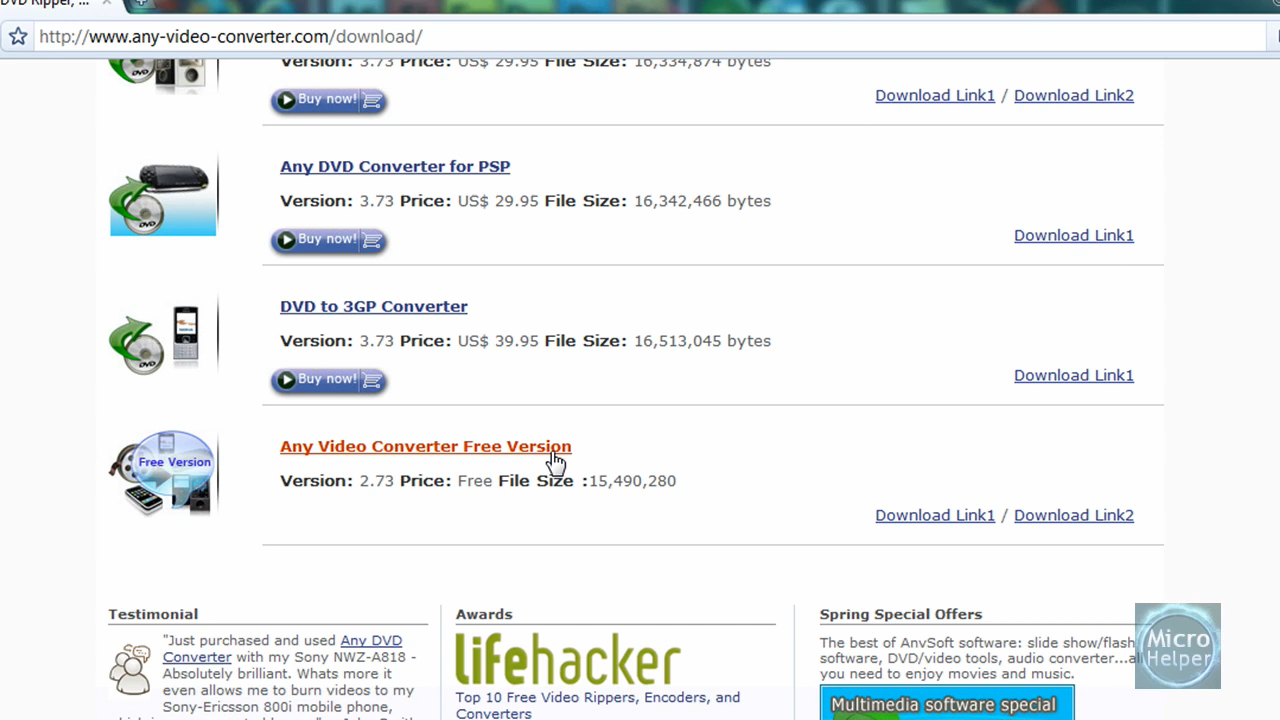 DVD Ripper, ...
http://www.any-video-converter.com/download/
Version: 3.73 Price: US$ 29.95 File Size: 16,334,874 bytes
Buy now!
Download Link1 / Download Link2
Any DVD Converter for PSP
Version: 3.73 Price: US$ 29.95 File Size: 16,342,466 bytes
DVD
Buy now!
Download Link1
DVD to 3GP Converter
Version: 3.73 Price: US$ 39.95 File Size: 16,513,045 bytes
DVD
Buy now!
Download Link1
Any Video Converter Free Version
Free Version
Version: 2.73 Price: Free File Size :15,490,280
Download Link1 / Download Link2
Testimonial
"Just purchased and used Any DVD
Converter with my Sony NWZ-A818 -
Absolutely brilliant. Whats more it
even allows me to burn videos to my
Sony-Ericsson 800i mobile phone,
Awards
lifehacker
Top 10 Free Video Rippers, Encoders, and
Converters
Spring Special Offers
The best of AnvSoft software: slide show/flash
software, DVD/video tools, audio converter...all
you need to enjoy movies and music.
Multimedia software special
Micro
Helper